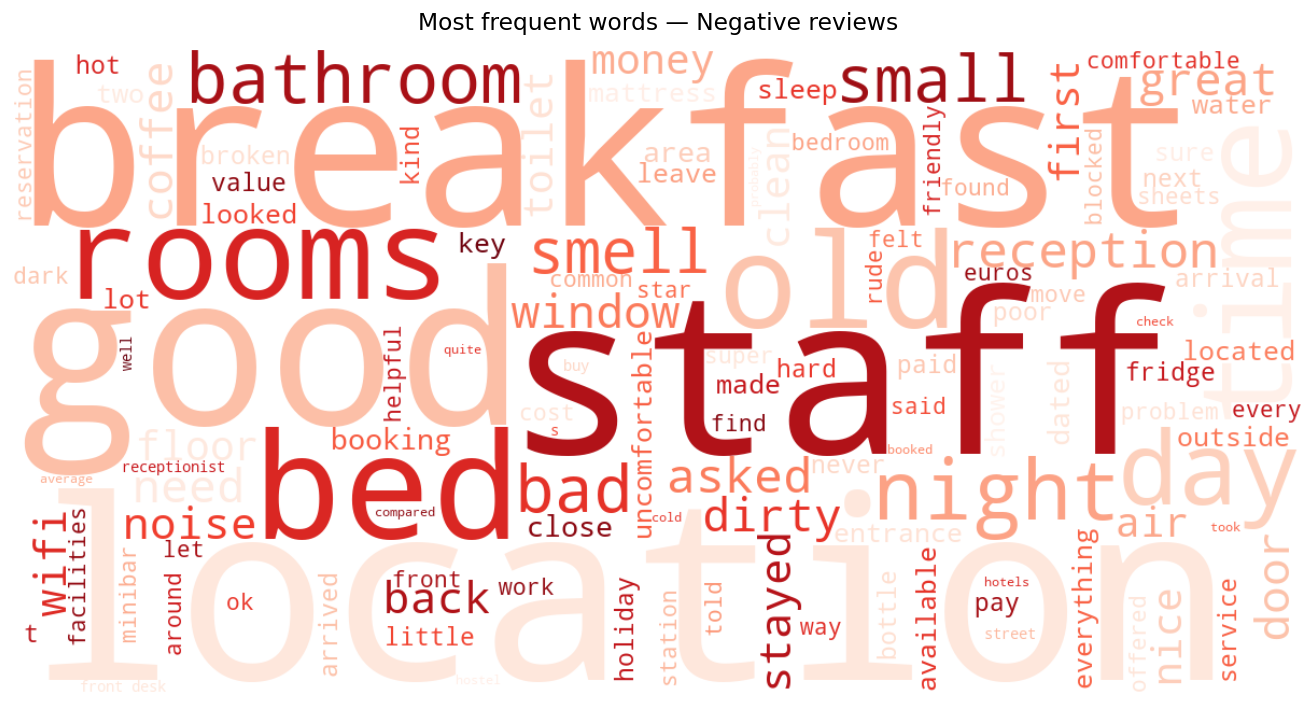 Most frequent words — Negative reviews
hot
two
coffee
reservation
bathroom
breakfast
money
mattress
sleep
small
first
comfortable
great
water
toilet
broken
kind
value
looked
area
leave
clean
probably
bedroom
friendly
found
blocked
sure
next
sheets
time
rooms
key
smell
common
star
window
old
felt
rude
reception
euros
move
poor
arrival
check
dark
lot
good
well
helpful
quite
buy
super
made
hard
find
staff
paid
said
shower
dated
located
fridge
problem
every
outside
cost
s
uncomfortable
floor
booking
receptionist
average
need
bed
bad
asked
never
booked
night
day
compared
close
cold
dirty
entrance
air
took
noise
wifi
facilities
let
location
minibar
around
ok
t
arrived
front
back
work
little
holiday
station
told
stayed
way
bottle
available
hotels
pay
street
everything
offered
nice
service
door
front desk
hostel